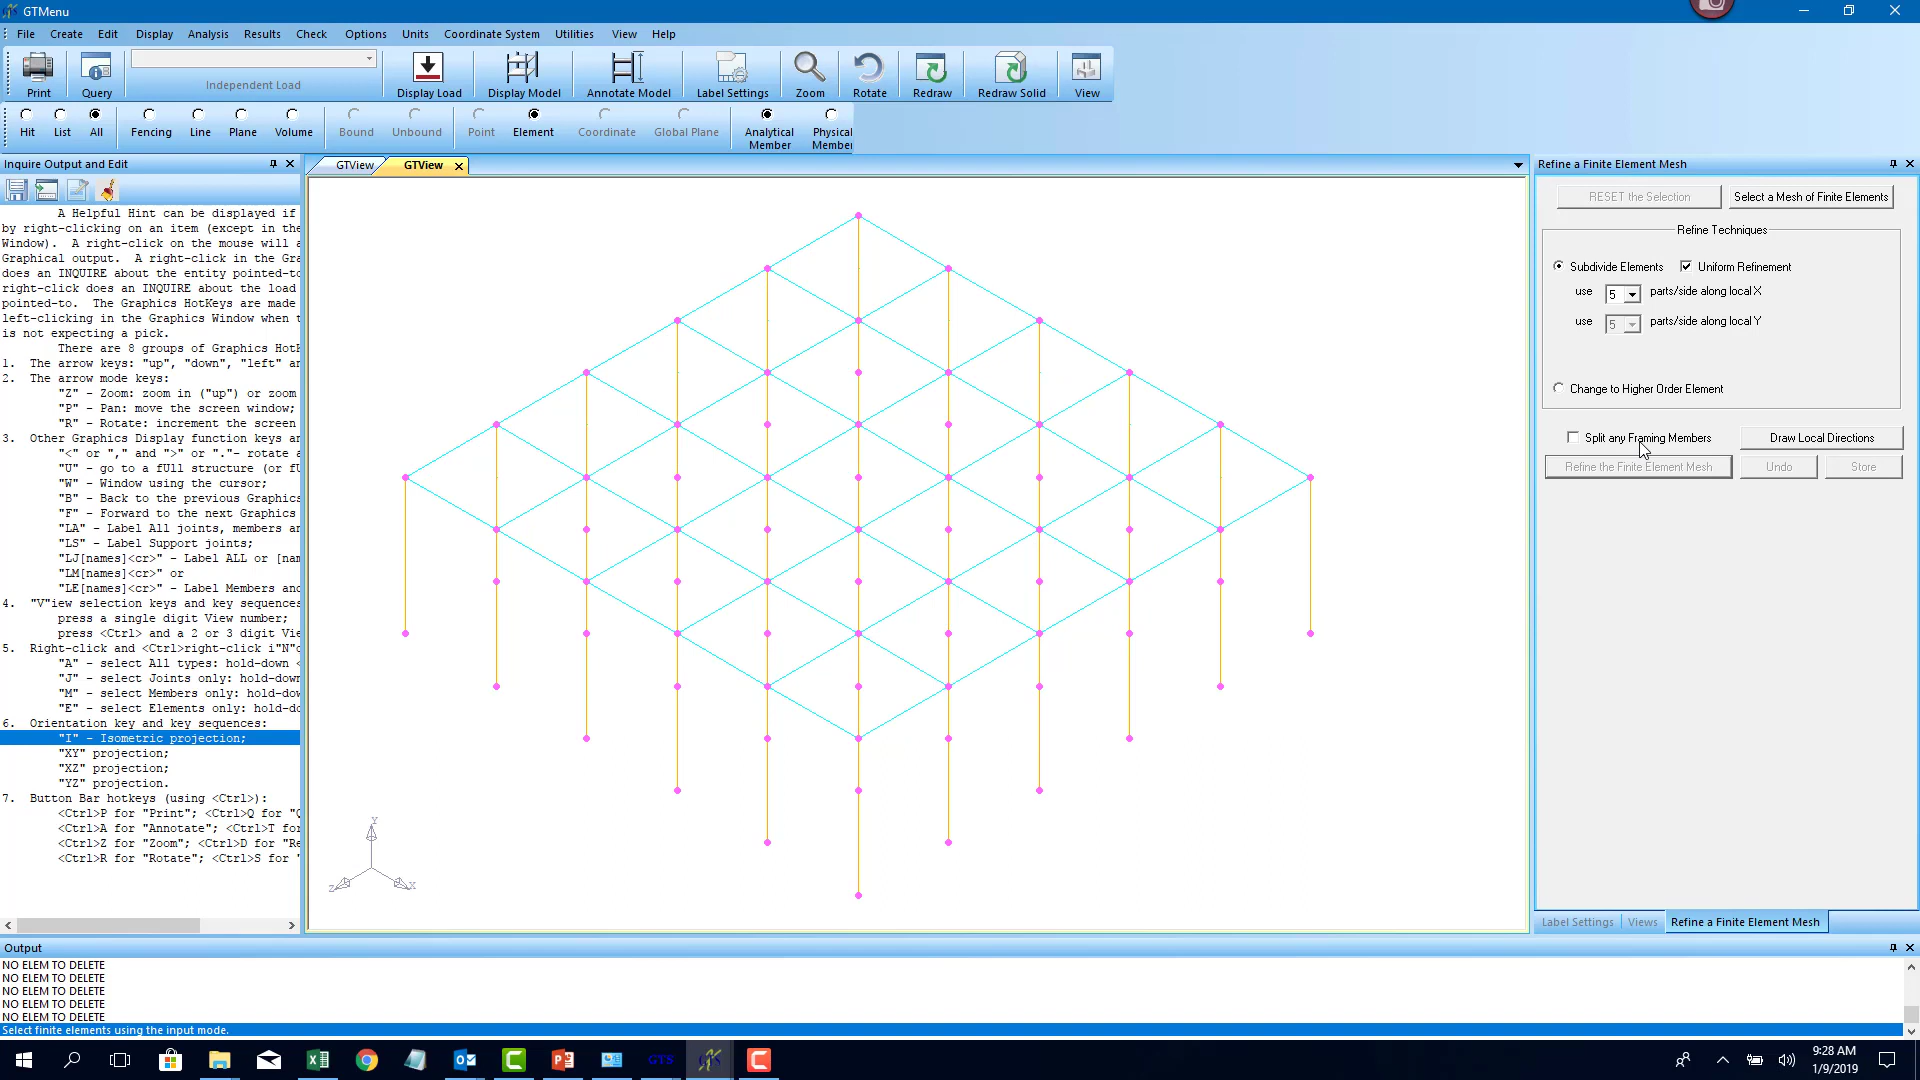 GTMenu
File Create Edit Display Analysis Results Check Options Units Coordinate System Utilities View Help
Independent Load
Print Query Display Load Display Model Annotate Model Label Settings Zoom Rotate Redraw Redraw Solid View
Hit List All Fencing Line Plane Volume Bound Unbound Point Element Coordinate Global Plane Analytical Member Physical Member
Inquire Output and Edit
A Helpful Hint can be displayed if
by right-clicking on an item (except in the
Window). A right-click on the mouse will a
Graphical output. A right-click in the Gra
does an INQUIRE about the entity pointed-to
right-click does an INQUIRE about the load
pointed-to. The Graphics HotKeys are made
left-clicking in the Graphics Window when t
is not expecting a pick.
There are 8 groups of Graphics HotK
1. The arrow keys: "up", "down", "left" an
2. The arrow mode keys:
"Z" - Zoom: zoom in ("up") or zoom
"P" - Pan: move the screen window;
"R" - Rotate: increment the screen
3. Other Graphics Display function keys an
"<" or "," and ">" or "."- rotate a
"U" - go to a fUll structure (or fU
"W" - Window using the cursor;
"B" - Back to the previous Graphics
"F" - Forward to the next Graphics
"LA" - Label All joints, members an
"LS" - Label Support joints;
"LJ[names]<cr>" - Label ALL or [nam
"LM[names]<cr>" or
"LE[names]<cr>" - Label Members and
4. "V"iew selection keys and key sequences
press a single digit View number;
press <Ctrl> and a 2 or 3 digit Vie
5. Right-click and <Ctrl>right-click i"N"q
"A" - select All types: hold-down <
"J" - select Joints only: hold-down
"M" - select Members only: hold-dow
"E" - select Elements only: hold-do
6. Orientation key and key sequences:
"I" - Isometric projection;
"XY" projection;
"XZ" projection;
"YZ" projection.
7. Button Bar hotkeys (using <Ctrl>):
<Ctrl>P for "Print"; <Ctrl>Q for "Q
<Ctrl>A for "Annotate"; <Ctrl>T for
<Ctrl>Z for "Zoom"; <Ctrl>D for "Re
<Ctrl>R for "Rotate"; <Ctrl>S for "
GTView GTView
Y
Z X
Refine a Finite Element Mesh
RESET the Selection Select a Mesh of Finite Elements
Refine Techniques
Subdivide Elements Uniform Refinement
use 5 parts/side along local X
use 5 parts/side along local Y
Change to Higher Order Element
Split any Framing Members Draw Local Directions
Refine the Finite Element Mesh Undo Store
Label Settings Views Refine a Finite Element Mesh
Output
NO ELEM TO DELETE
NO ELEM TO DELETE
NO ELEM TO DELETE
NO ELEM TO DELETE
NO ELEM TO DELETE
Select finite elements using the input mode.
GTS
9:28 AM
1/9/2019